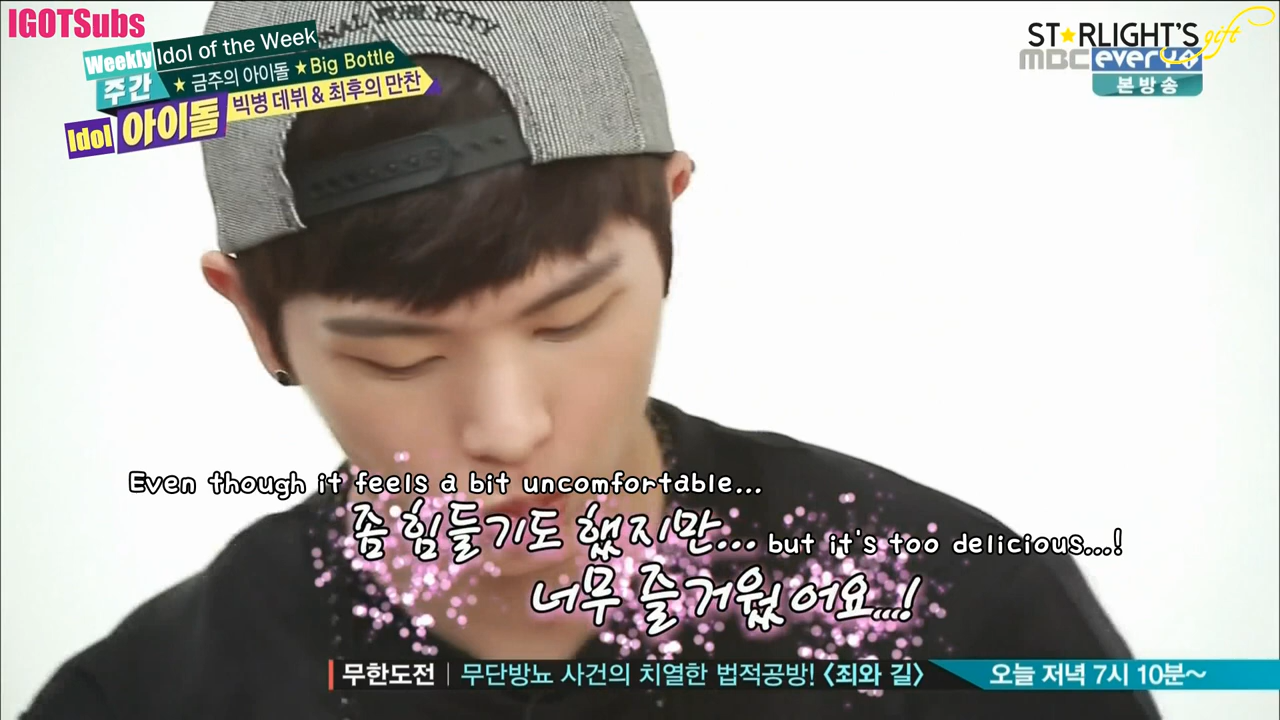 IGOTSubs
STARLIGHT'S gift
Weekly Idol of the Week
주간 ★ 금주의 아이돌 ★ Big Bottle
Idol 아이돌 빅병 데뷔 & 최후의 만찬
MBC every1
본방송
Even though it feels a bit uncomfortable...
좀 힘들기도 했지만... but it's too delicious...!
너무 즐거웠어요...!
무한도전 | 무단방뇨 사건의 치열한 법적공방! <죄와 길> 오늘 저녁 7시 10분~